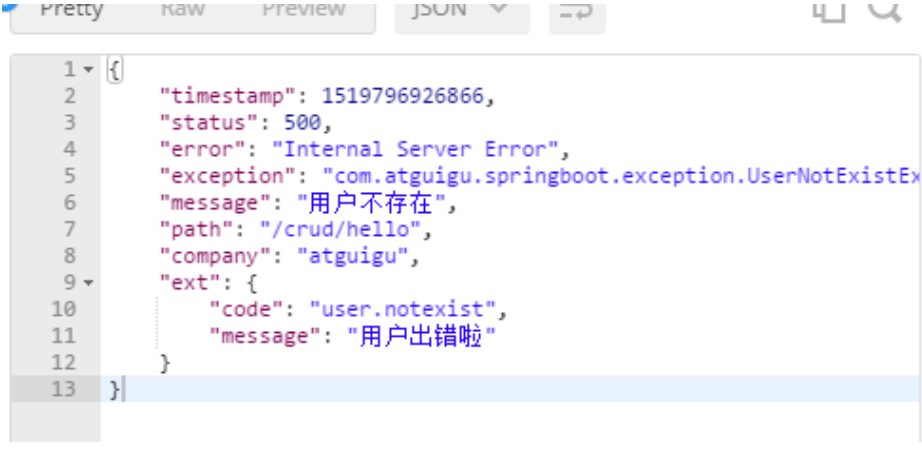 Pretty Raw Preview JSON
1 {
2 "timestamp": 1519796926866,
3 "status": 500,
4 "error": "Internal Server Error",
5 "exception": "com.atguigu.springboot.exception.UserNotExistEx
6 "message": "用户不存在",
7 "path": "/crud/hello",
8 "company": "atguigu",
9 "ext": {
10 "code": "user.notexist",
11 "message": "用户出错啦"
12 }
13 }